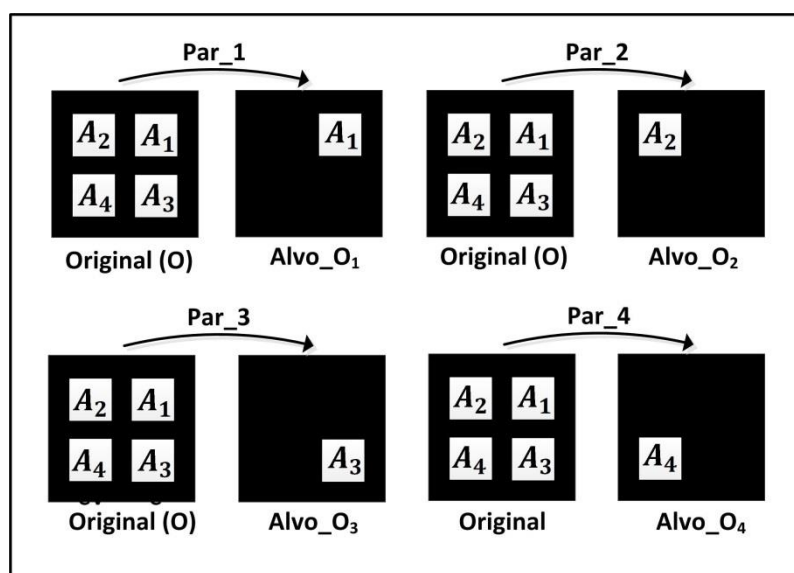 Par_1
Par_2
A₂ A₁
A₄ A₃
A₁
A₂ A₁
A₄ A₃
A₂
Original (O)
Alvo_O₁
Original (O)
Alvo_O₂
Par_3
Par_4
A₂ A₁
A₄ A₃
A₃
A₂ A₁
A₄ A₃
A₄
Original (O)
Alvo_O₃
Original
Alvo_O₄